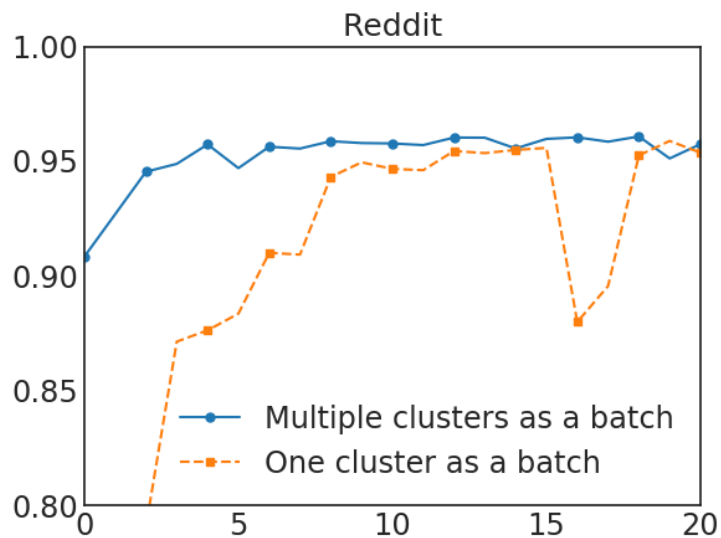 Reddit
1.00
0.95
0.90
0.85
0.80
Multiple clusters as a batch
One cluster as a batch
0 5 10 15 20